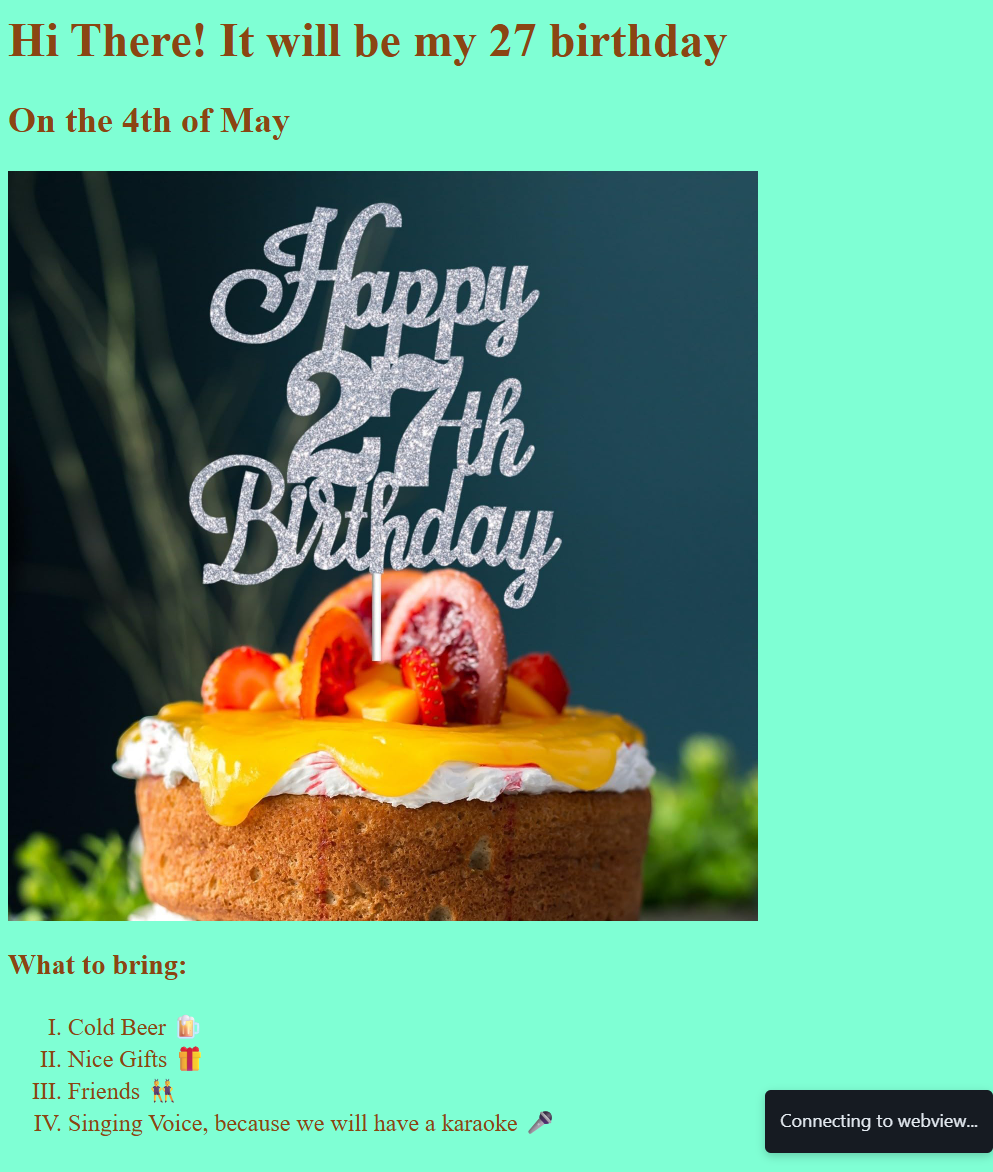 Hi There! It will be my 27 birthday
On the 4th of May
Happy
27th
Birthday
What to bring:
I. Cold Beer 🍺
II. Nice Gifts 🎁
III. Friends 👯
IV. Singing Voice, because we will have a karaoke 🎤
Connecting to webview...